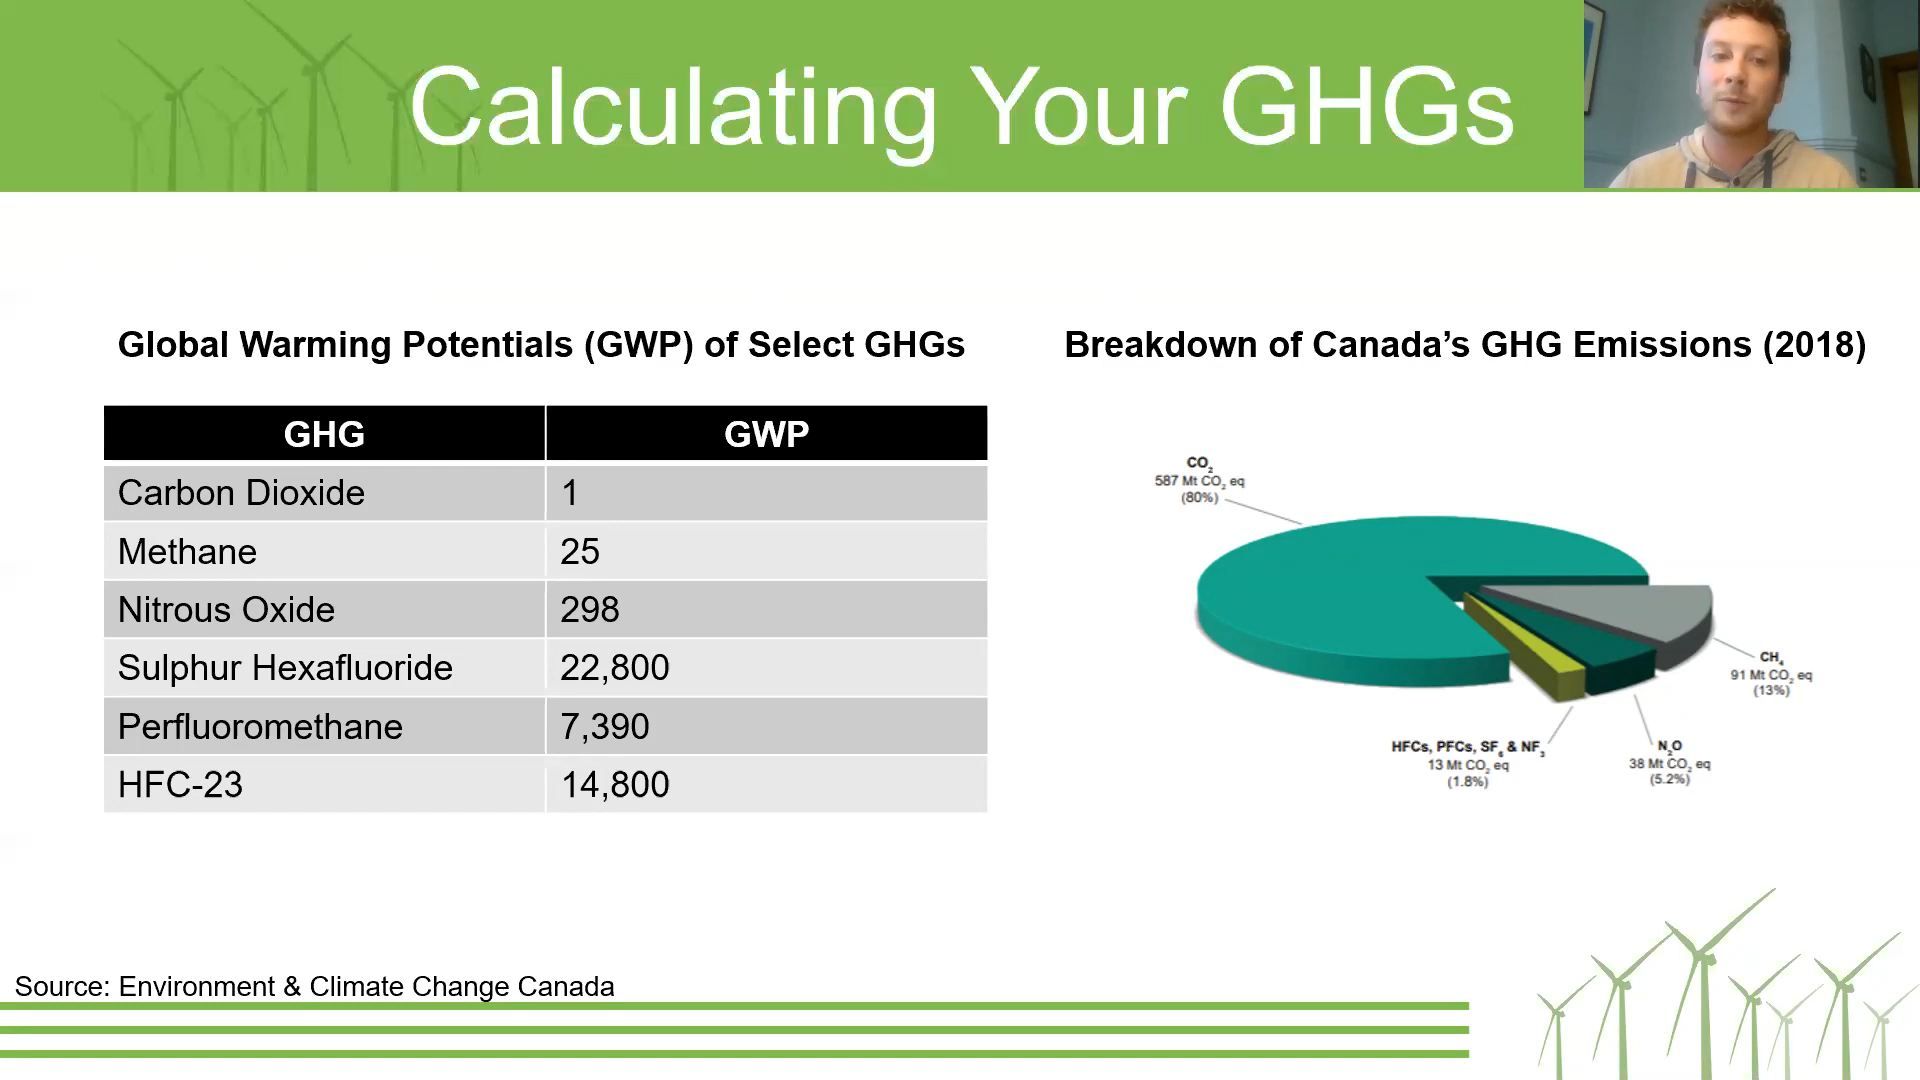 Calculating Your GHGs
Global Warming Potentials (GWP) of Select GHGs
GHG GWP
Carbon Dioxide 1
Methane 25
Nitrous Oxide 298
Sulphur Hexafluoride 22,800
Perfluoromethane 7,390
HFC-23 14,800
Breakdown of Canada’s GHG Emissions (2018)
CO₂
587 Mt CO₂ eq
(80%)
CH₄
91 Mt CO₂ eq
(13%)
N₂O
38 Mt CO₂ eq
(5.2%)
HFCs, PFCs, SF₆ & NF₃
13 Mt CO₂ eq
(1.8%)
Source: Environment & Climate Change Canada